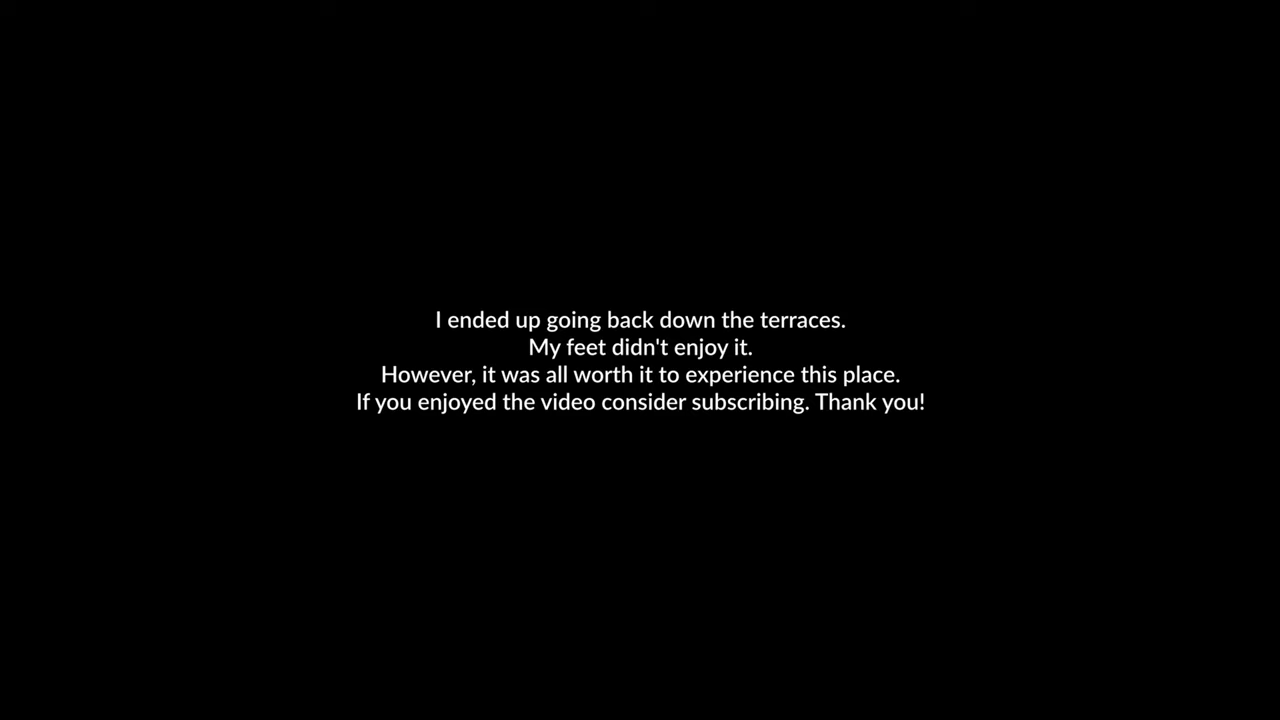 I ended up going back down the terraces.
My feet didn't enjoy it.
However, it was all worth it to experience this place.
If you enjoyed the video consider subscribing. Thank you!